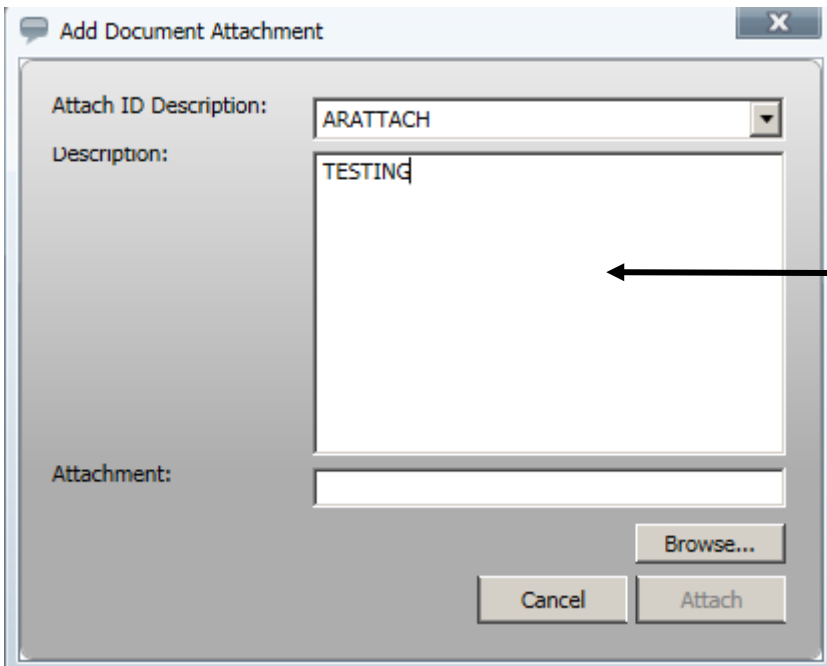 Add Document Attachment
Attach ID Description:
ARATTACH
Description:
TESTING
Attachment:
Browse...
Cancel
Attach